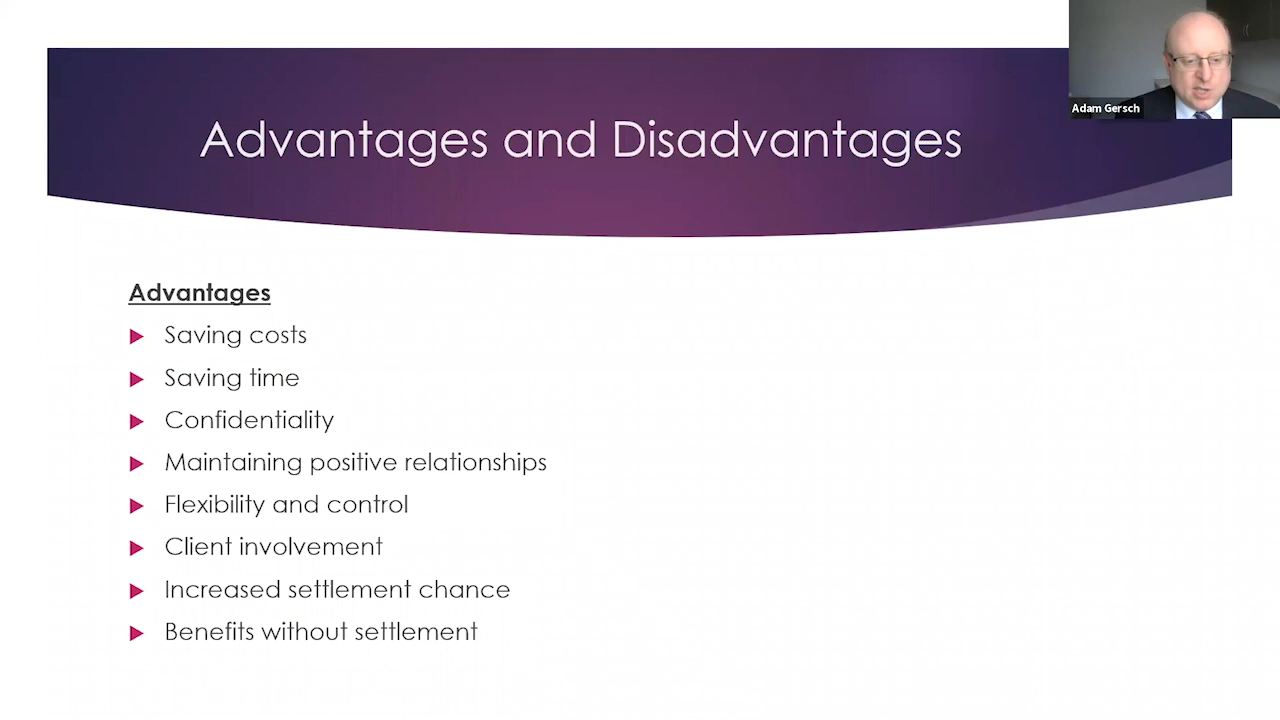 Adam Gersch
Advantages and Disadvantages
Advantages
Saving costs
Saving time
Confidentiality
Maintaining positive relationships
Flexibility and control
Client involvement
Increased settlement chance
Benefits without settlement